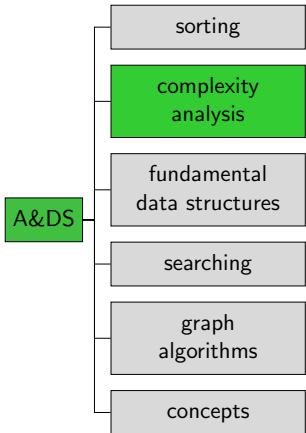 sorting
complexity
analysis
fundamental
data structures
A&DS
searching
graph
algorithms
concepts